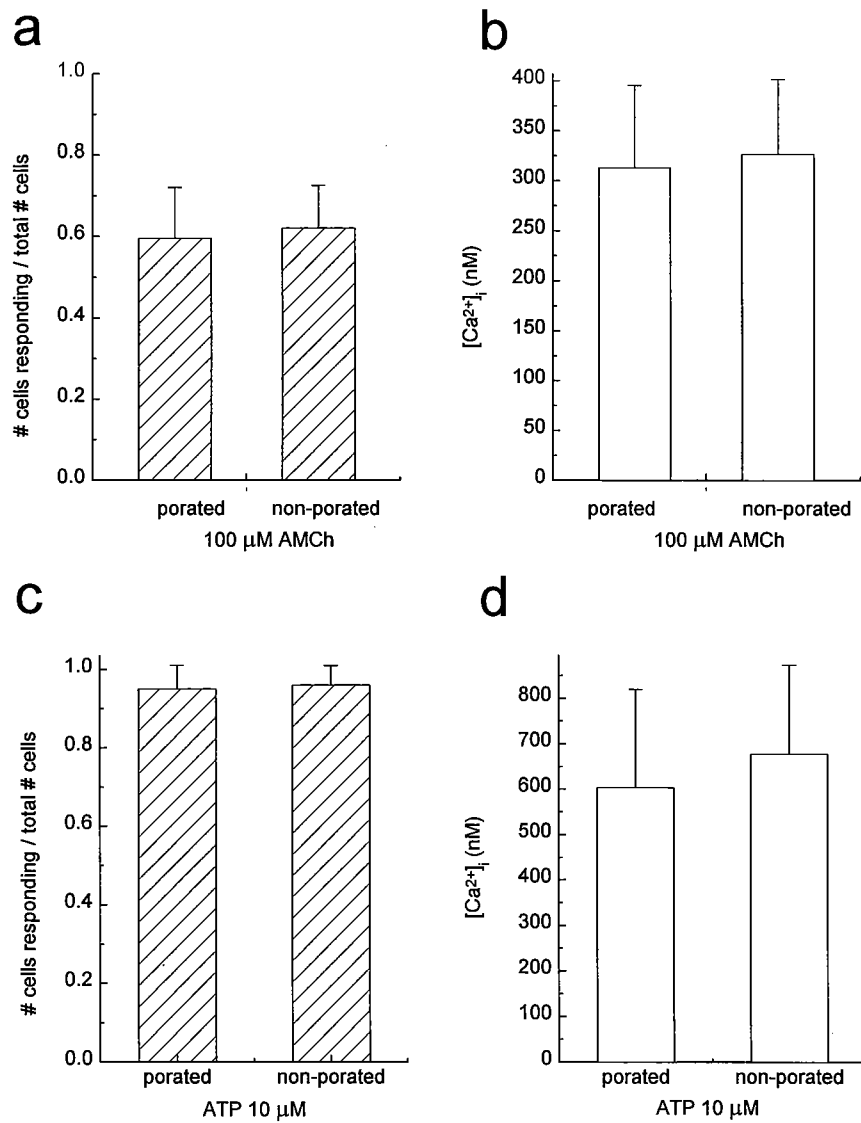 a
1.0
0.8
0.6
0.4
0.2
0.0
# cells responding / total # cells
porated non-porated
100 μM AMCh
b
400
350
300
250
200
150
100
50
0
[Ca²⁺]ᵢ (nM)
porated non-porated
100 μM AMCh
c
1.0
0.8
0.6
0.4
0.2
0.0
# cells responding / total # cells
porated non-porated
ATP 10 μM
d
800
700
600
500
400
300
200
100
0
[Ca²⁺]ᵢ (nM)
porated non-porated
ATP 10 μM